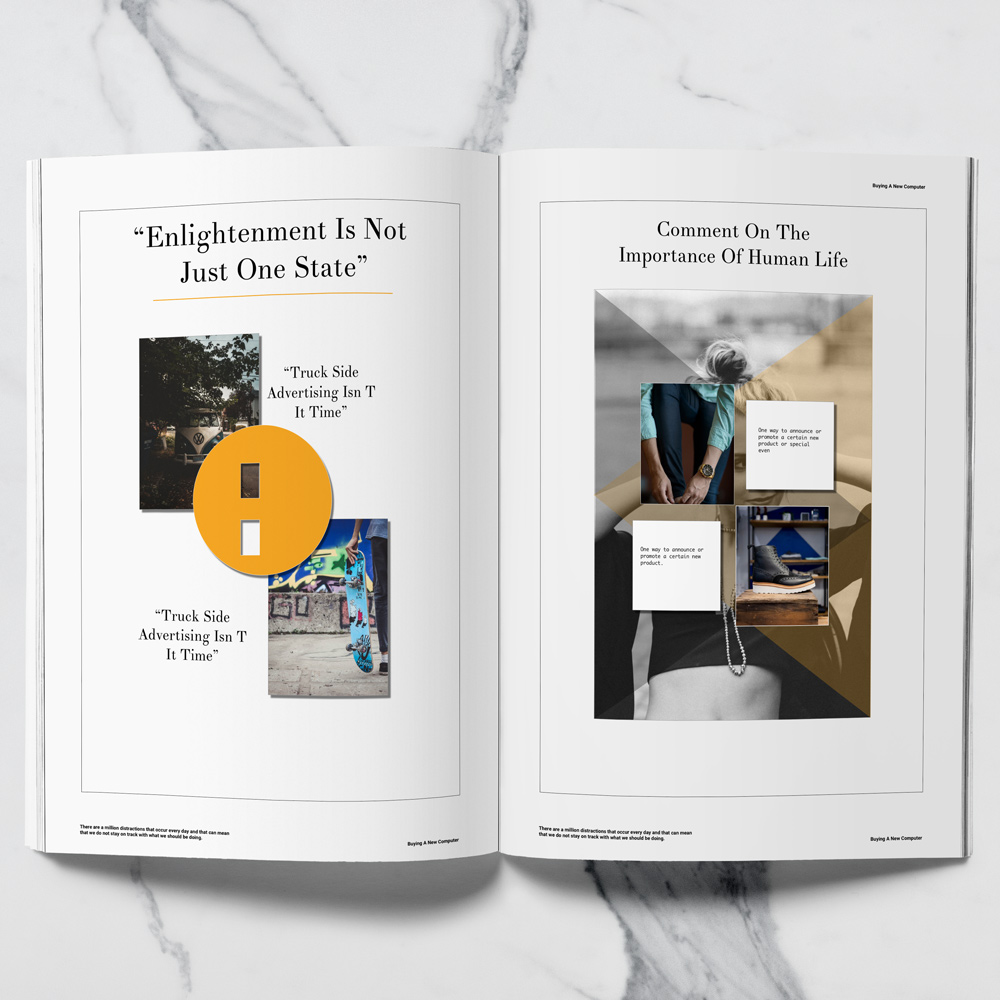 “Enlightenment Is Not
Just One State”
“Truck Side
Advertising Isn T
It Time”
“Truck Side
Advertising Isn T
It Time”
There are a million distractions that occur every day and that can mean
that we do not stay on track with what we should be doing.
Buying A New Computer
Buying A New Computer
Comment On The
Importance Of Human Life
One way to announce or
promote a certain new
product or special
even
One way to announce or
promote a certain new
product.
There are a million distractions that occur every day and that can mean
that we do not stay on track with what we should be doing.
Buying A New Computer